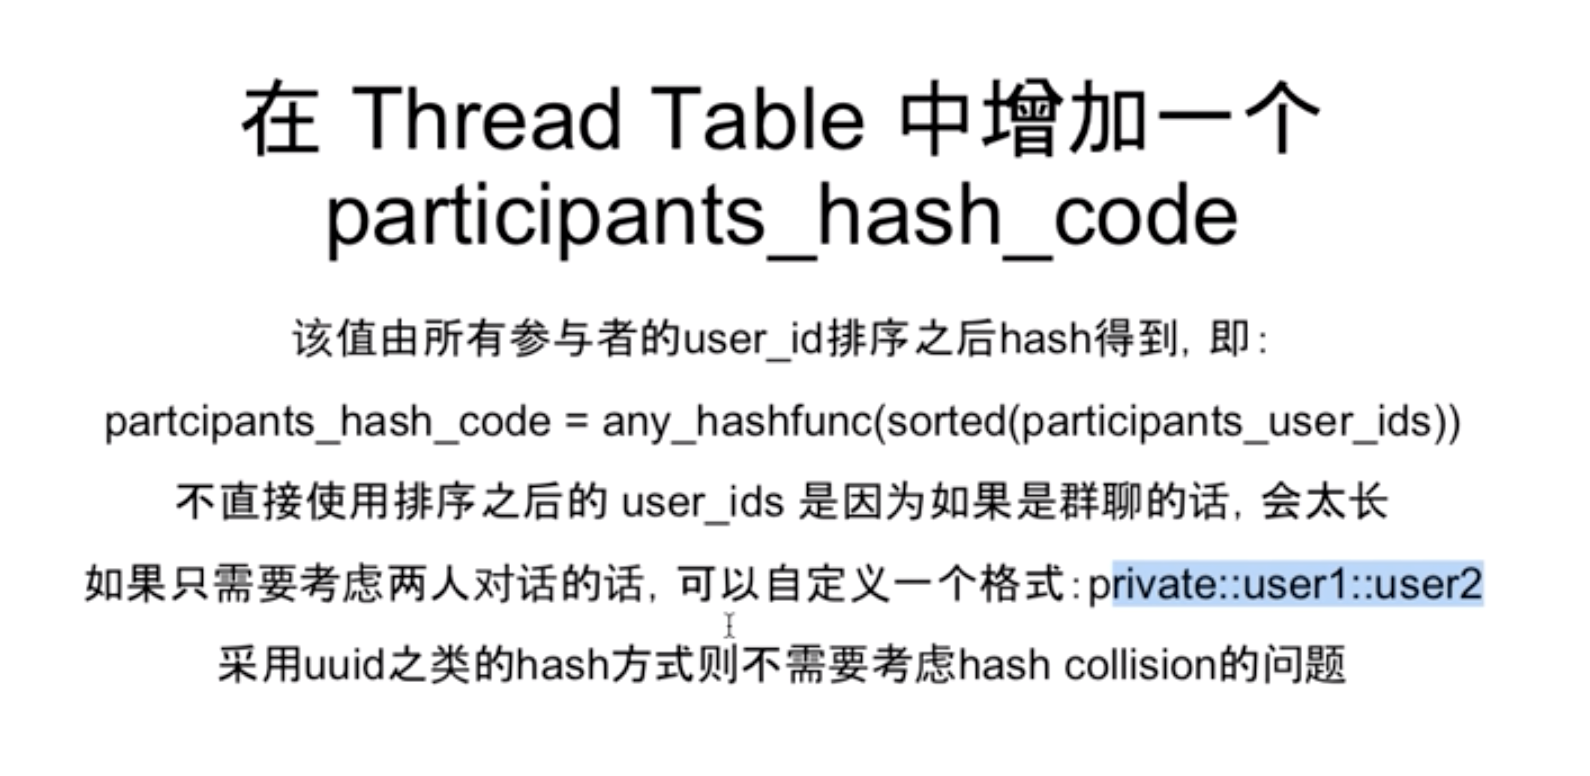 在 Thread Table 中增加一个
participants_hash_code
该值由所有参与者的user_id排序之后hash得到, 即:
partcipants_hash_code = any_hashfunc(sorted(participants_user_ids))
不直接使用排序之后的 user_ids 是因为如果是群聊的话, 会太长
如果只需要考虑两人对话的话, 可以自定义一个格式:private::user1::user2
采用uuid之类的hash方式则不需要考虑hash collision的问题